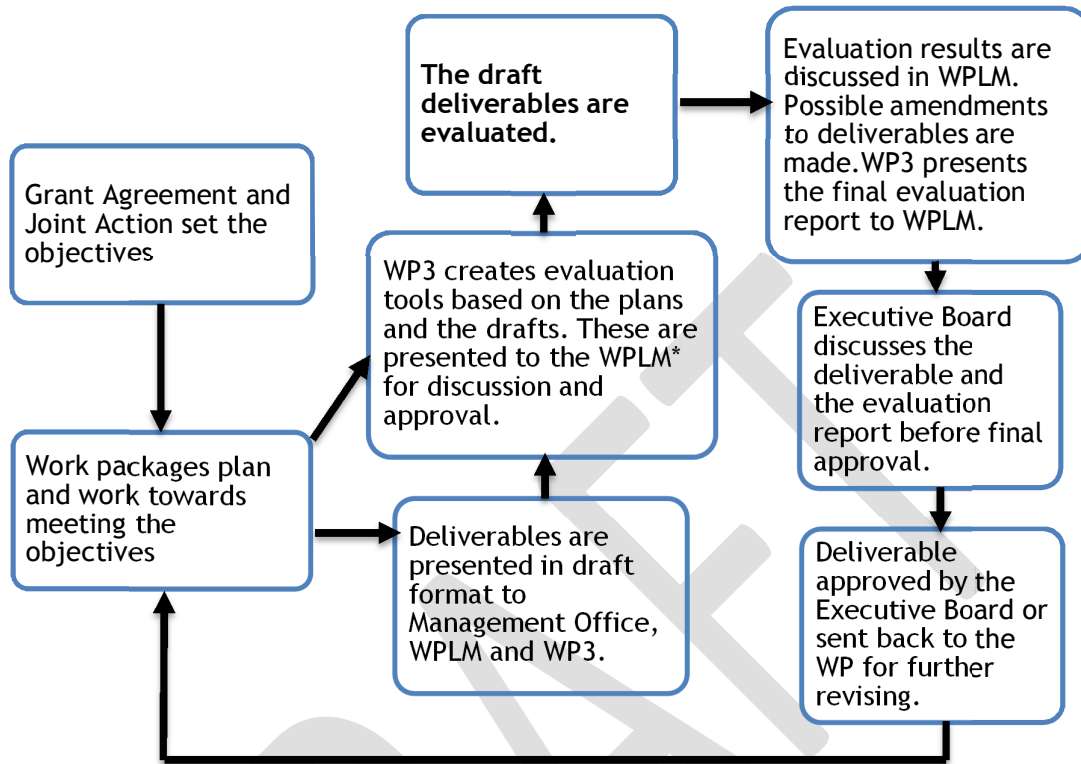 Grant Agreement and
Joint Action set the
objectives
Work packages plan
and work towards
meeting the
objectives
Deliverables are
presented in draft
format to
Management Office,
WPLM and WP3.
WP3 creates evaluation
tools based on the plans
and the drafts. These are
presented to the WPLM*
for discussion and
approval.
The draft
deliverables are
evaluated.
Evaluation results are
discussed in WPLM.
Possible amendments
to deliverables are
made.WP3 presents
the final evaluation
report to WPLM.
Executive Board
discusses the
deliverable and
the evaluation
report before final
approval.
Deliverable
approved by the
Executive Board or
sent back to the
WP for further
revising.
DRAFT